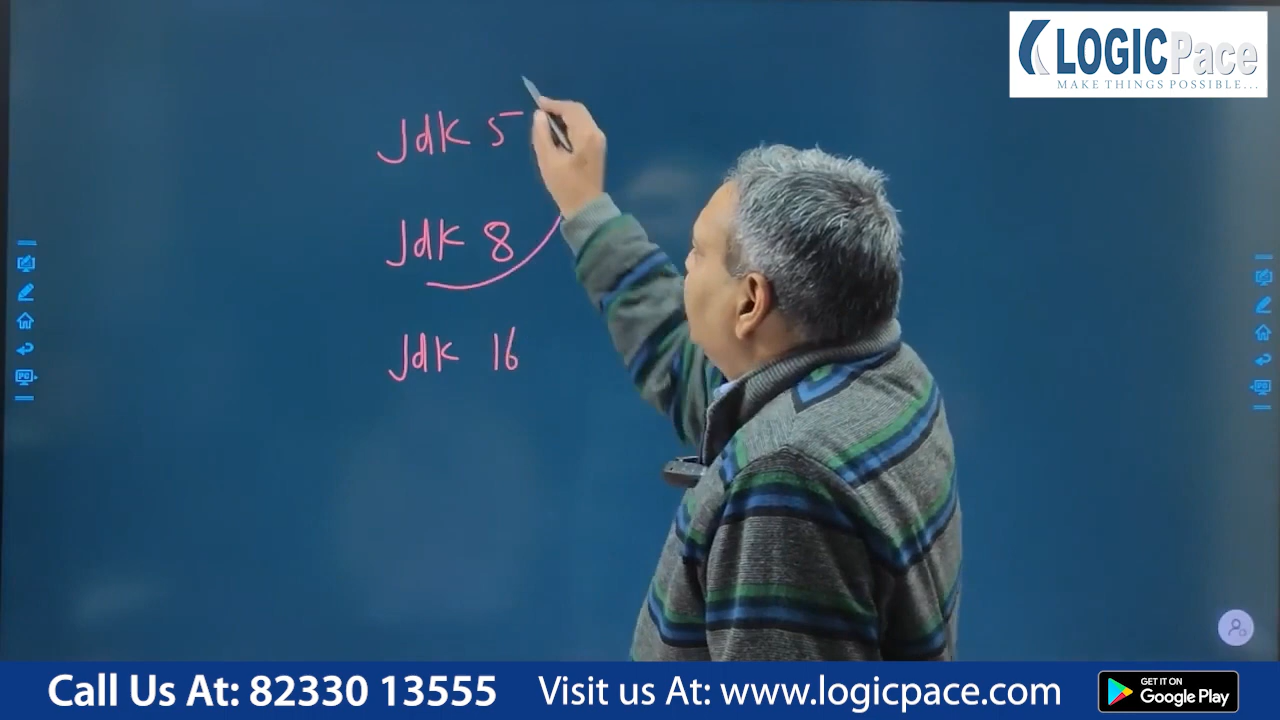 LOGICPace
MAKE THINGS POSSIBLE...
Jdk 5
Jdk 8
Jdk 16
Call Us At: 82330 13555
Visit us At: www.logicpace.com
GET IT ON
Google Play